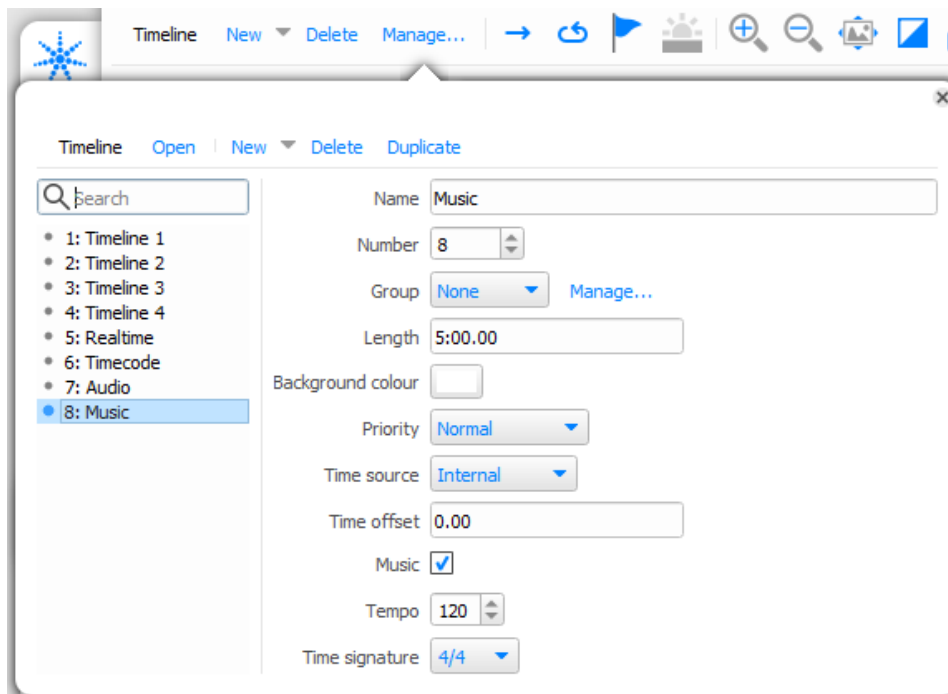 Timeline New Delete Manage...
Timeline Open New Delete Duplicate
Search
1: Timeline 1
2: Timeline 2
3: Timeline 3
4: Timeline 4
5: Realtime
6: Timecode
7: Audio
8: Music
Name Music
Number 8
Group None Manage...
Length 5:00.00
Background colour
Priority Normal
Time source Internal
Time offset 0.00
Music
Tempo 120
Time signature 4/4